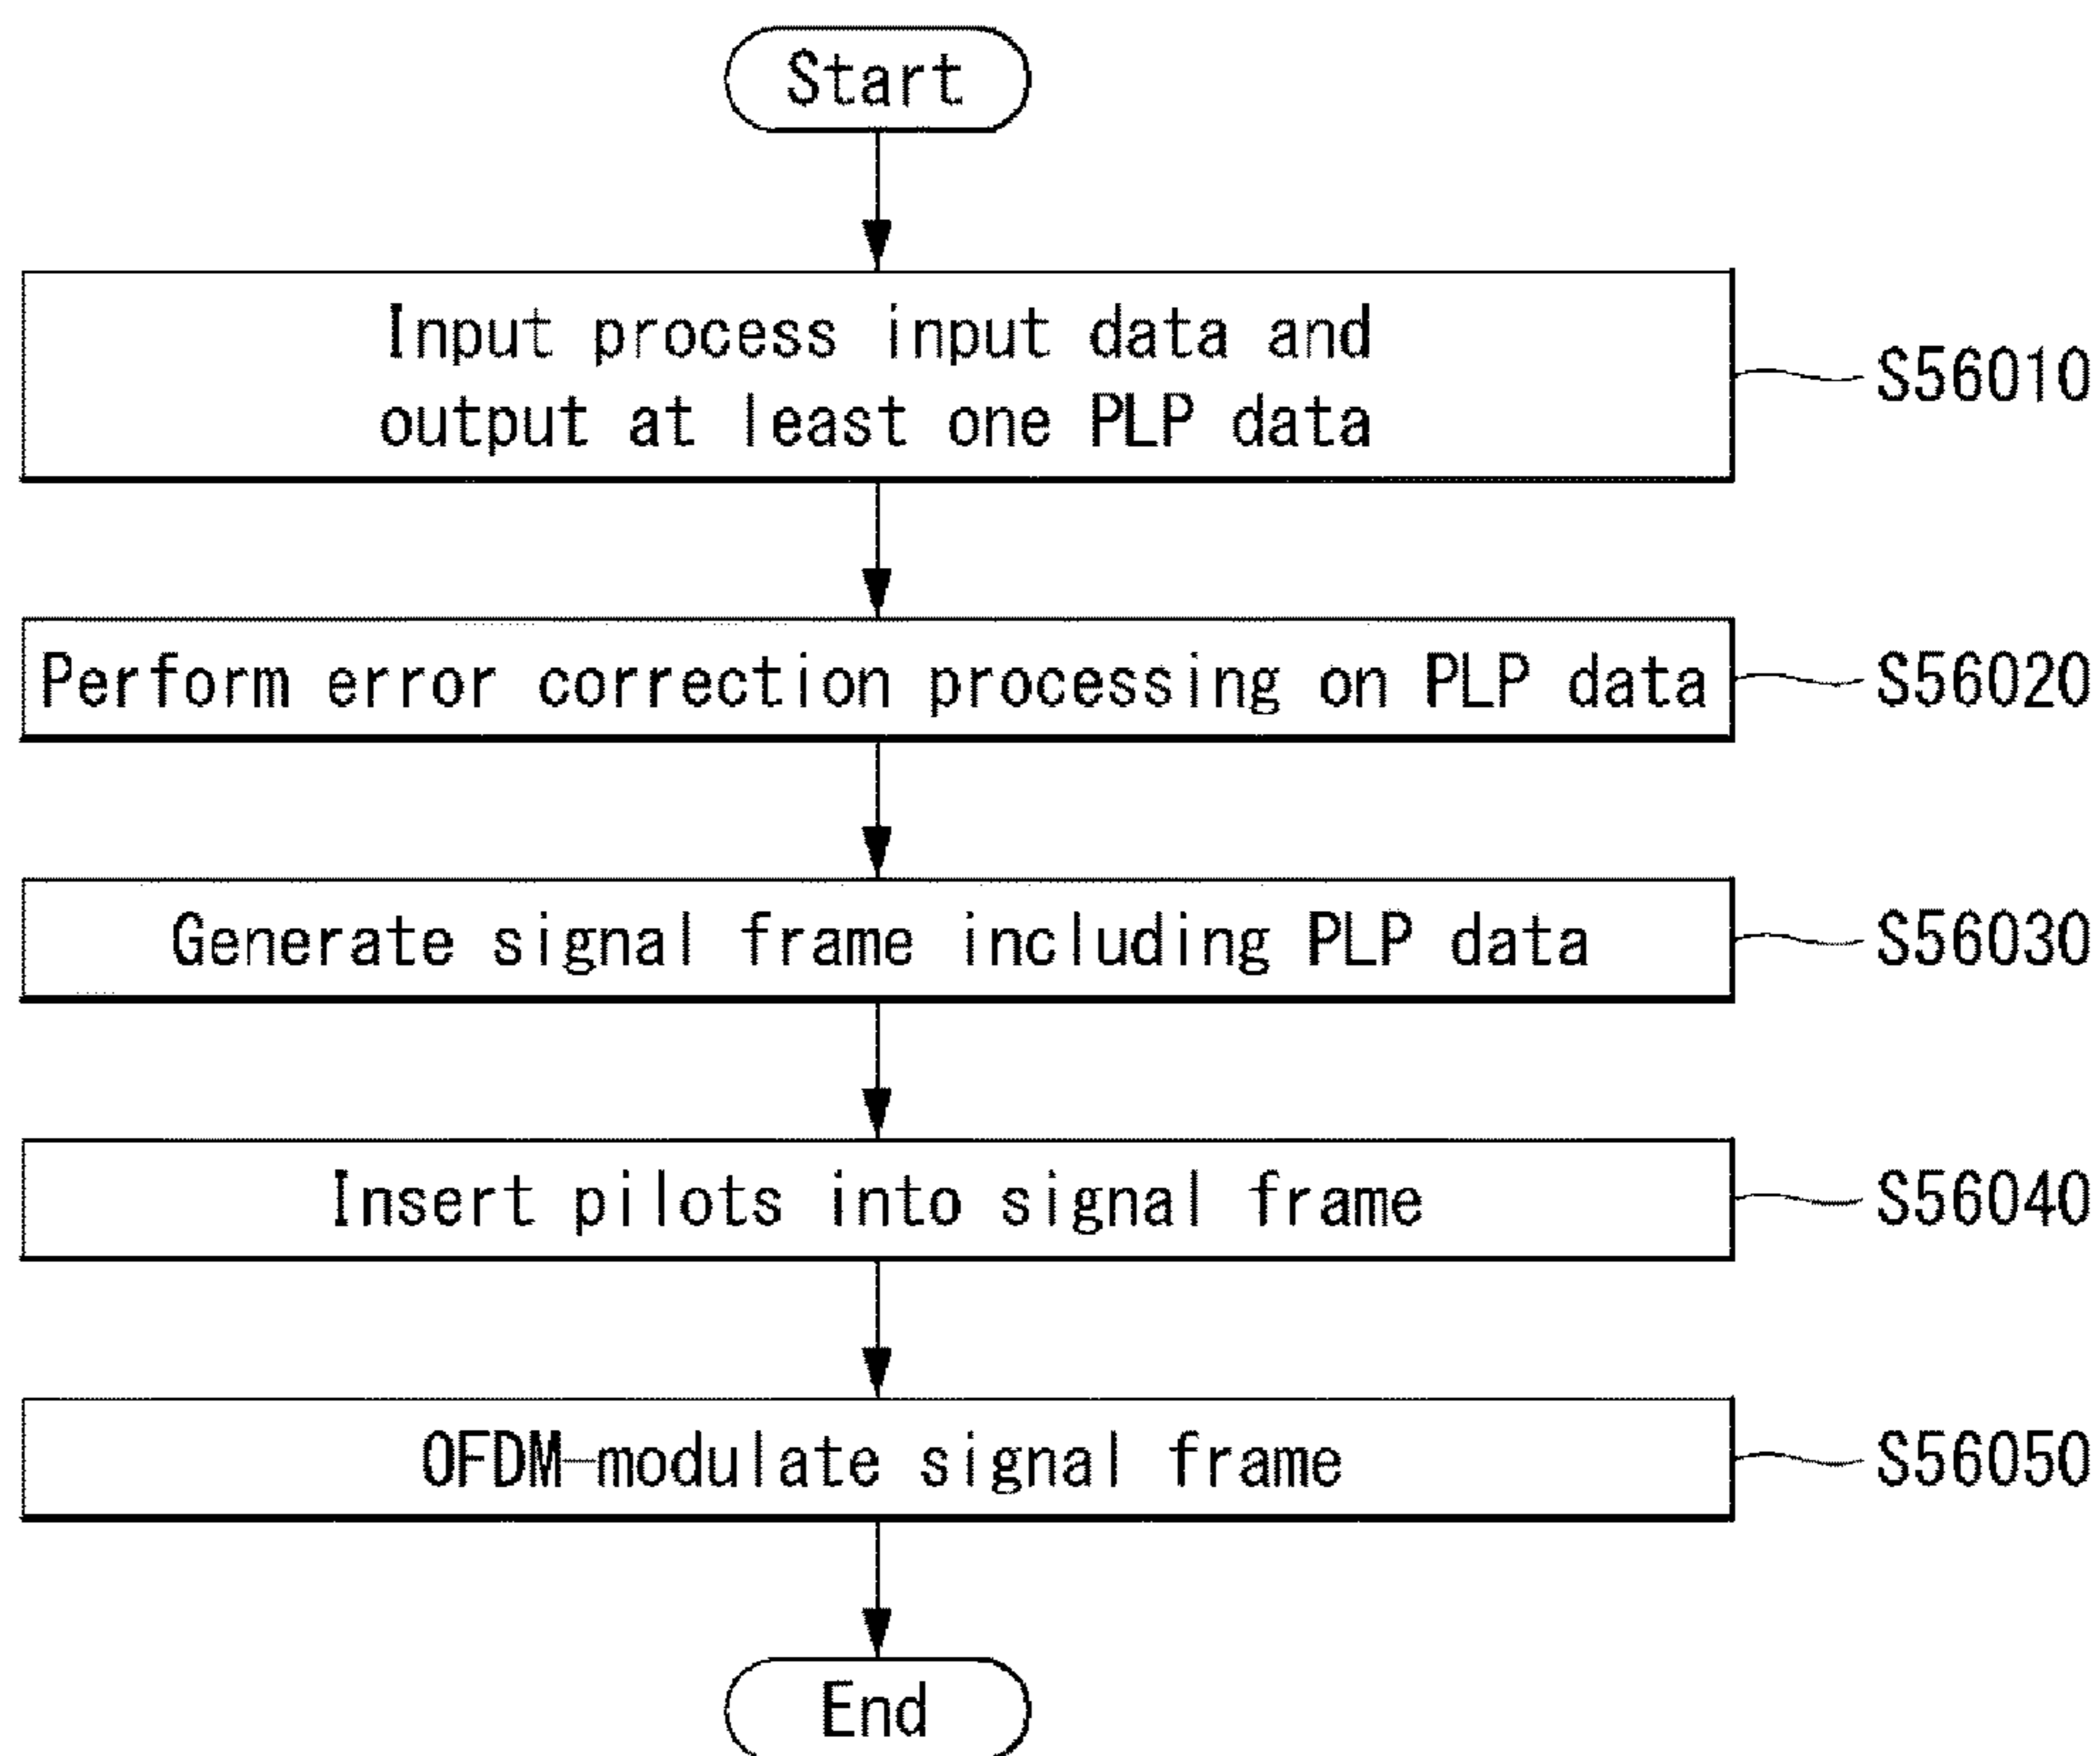 Start
Input process input data and
output at least one PLP data
S56010
Perform error correction processing on PLP data
S56020
Generate signal frame including PLP data
S56030
Insert pilots into signal frame
S56040
OFDM-modulate signal frame
S56050
End